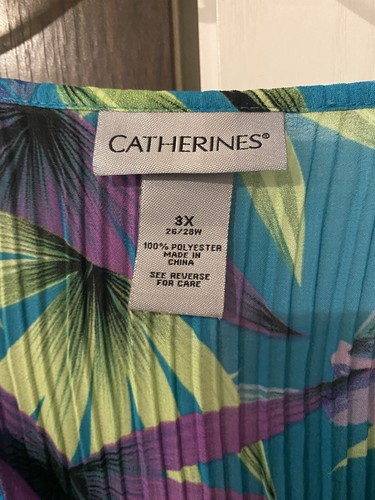 CATHERINES®
3X
26/28W
100% POLYESTER
MADE IN
CHINA
SEE REVERSE
FOR CARE